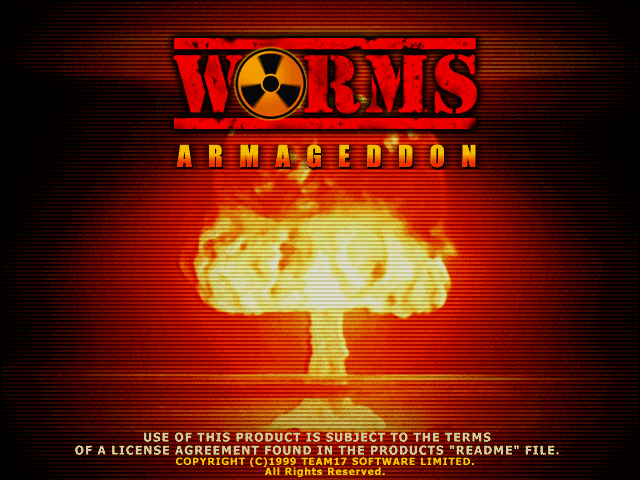 WORMS
ARMAGEDDON
USE OF THIS PRODUCT IS SUBJECT TO THE TERMS
OF A LICENSE AGREEMENT FOUND IN THE PRODUCTS "README" FILE.
COPYRIGHT (C)1999 TEAM17 SOFTWARE LIMITED.
All Rights Reserved.